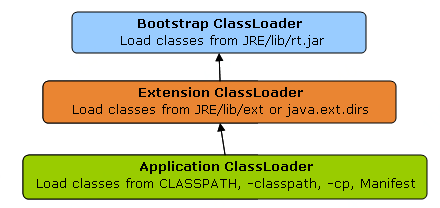 Bootstrap ClassLoader
Load classes from JRE/lib/rt.jar
Extension ClassLoader
Load classes from JRE/lib/ext or java.ext.dirs
Application ClassLoader
Load classes from CLASSPATH, -classpath, -cp, Manifest